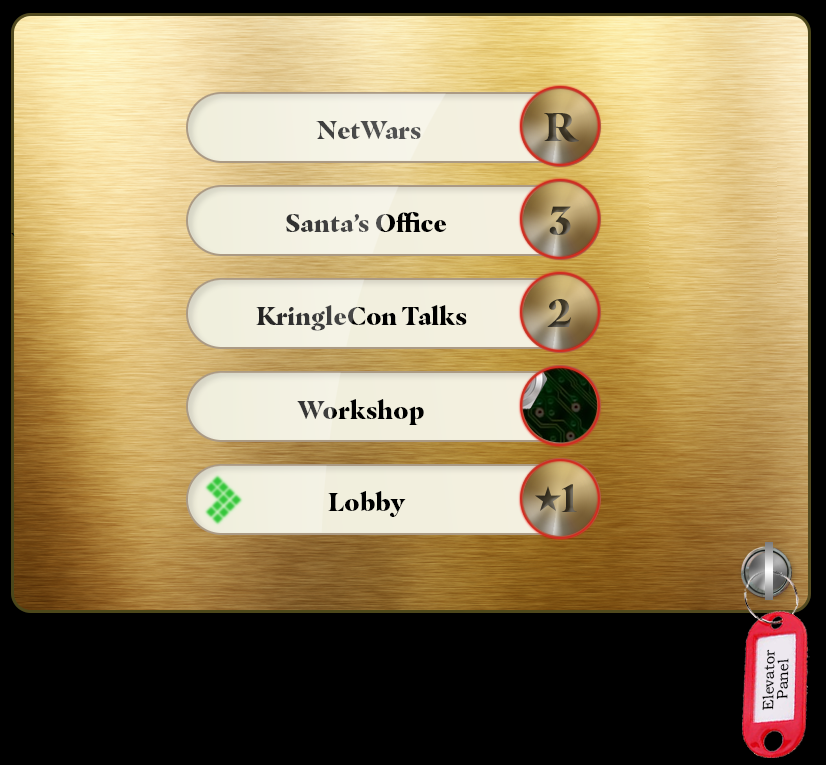 NetWars R
Santa's Office 3
KringleCon Talks 2
Workshop
Lobby ★1
Elevator
Panel